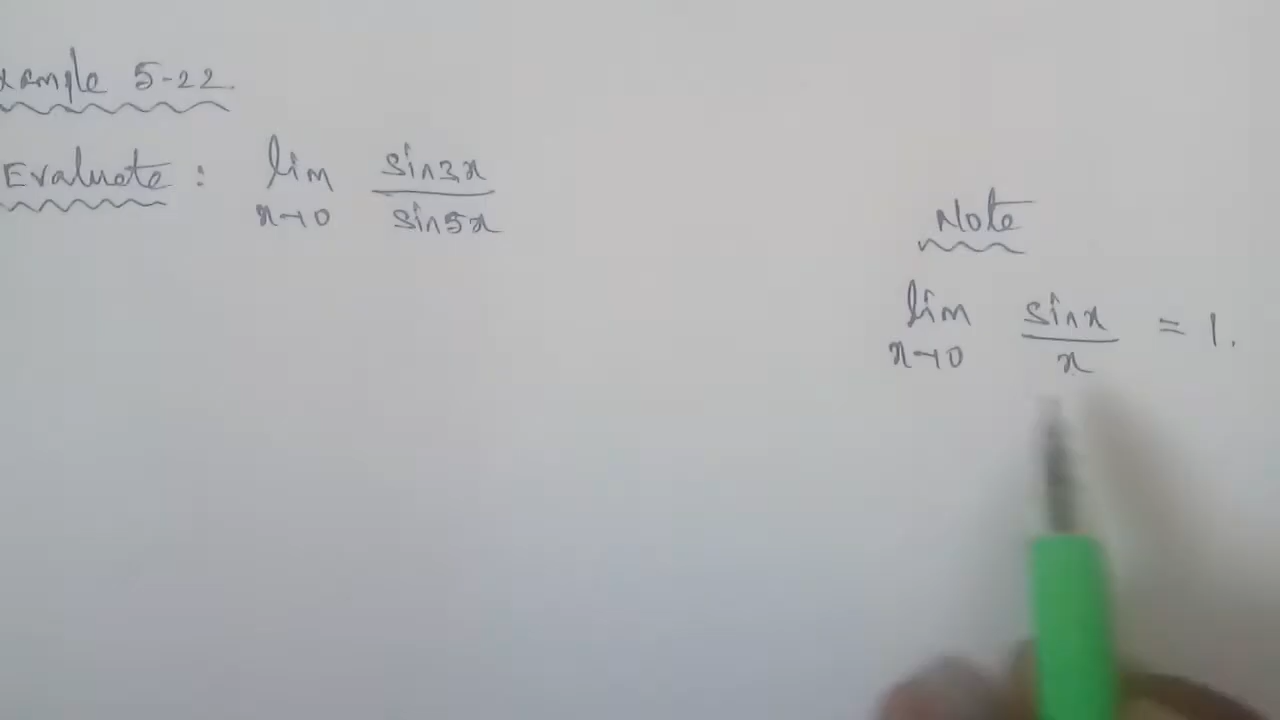 xample 5-22.
Evaluate : lim x→0 sin3x / sin5x
Note
lim x→0 sinx / x = 1.